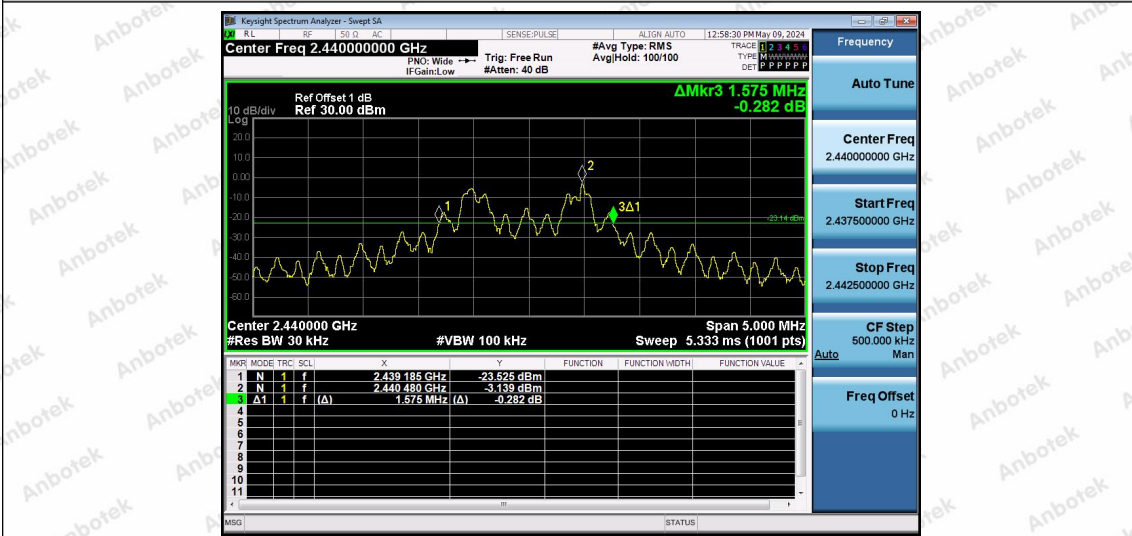 Keysight Spectrum Analyzer - Swept SA
RL RF 50 Ω AC SENSE:PULSE ALIGN AUTO 12:58:30 PM May 09, 2024
Center Freq 2.440000000 GHz
PNO: Wide
IFGain:Low
Trig: Free Run
#Atten: 40 dB
#Avg Type: RMS
Avg|Hold: 100/100
TRACE 1 2 3 4 5 6
TYPE M WWWWW
DET P P P P P P
Ref Offset 1 dB
Ref 30.00 dBm
ΔMkr3 1.575 MHz
-0.282 dB
10 dB/div
Log
20.0
10.0
0.00
-10.0
-20.0
-30.0
-40.0
-50.0
-60.0
1
2
3Δ1
-23.14 dBm
Center 2.440000 GHz Span 5.000 MHz
#Res BW 30 kHz #VBW 100 kHz Sweep 5.333 ms (1001 pts)
MKR MODE TRC SCL X Y FUNCTION FUNCTION WIDTH FUNCTION VALUE
1 N 1 f 2.439 185 GHz -23.525 dBm
2 N 1 f 2.440 480 GHz -3.139 dBm
3 Δ1 1 f (Δ) 1.575 MHz (Δ) -0.282 dB
4
5
6
7
8
9
10
11
MSG STATUS
Frequency
Auto Tune
Center Freq
2.440000000 GHz
Start Freq
2.437500000 GHz
Stop Freq
2.442500000 GHz
CF Step
500.000 kHz
Auto Man
Freq Offset
0 Hz
Anbotek